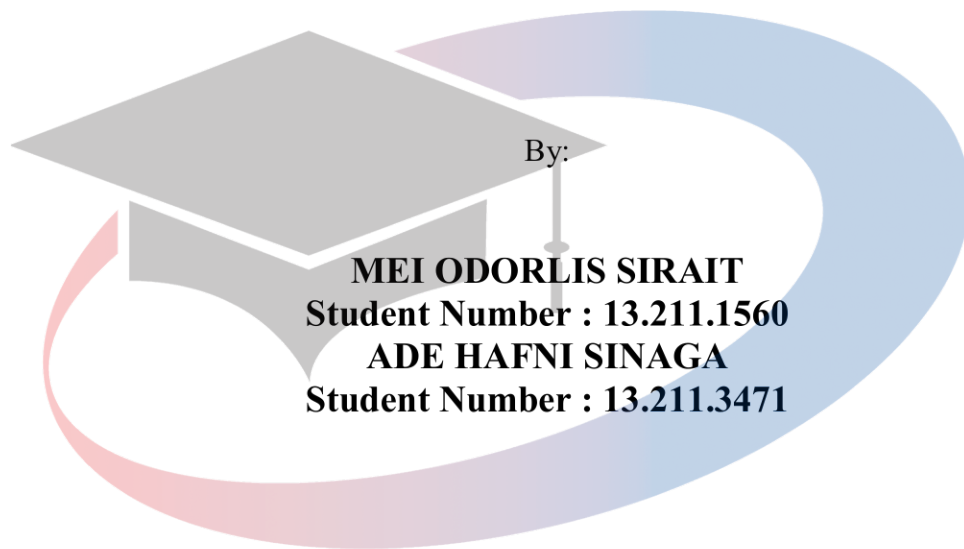 By:
MEI ODORLIS SIRAIT
Student Number : 13.211.1560
ADE HAFNI SINAGA
Student Number : 13.211.3471